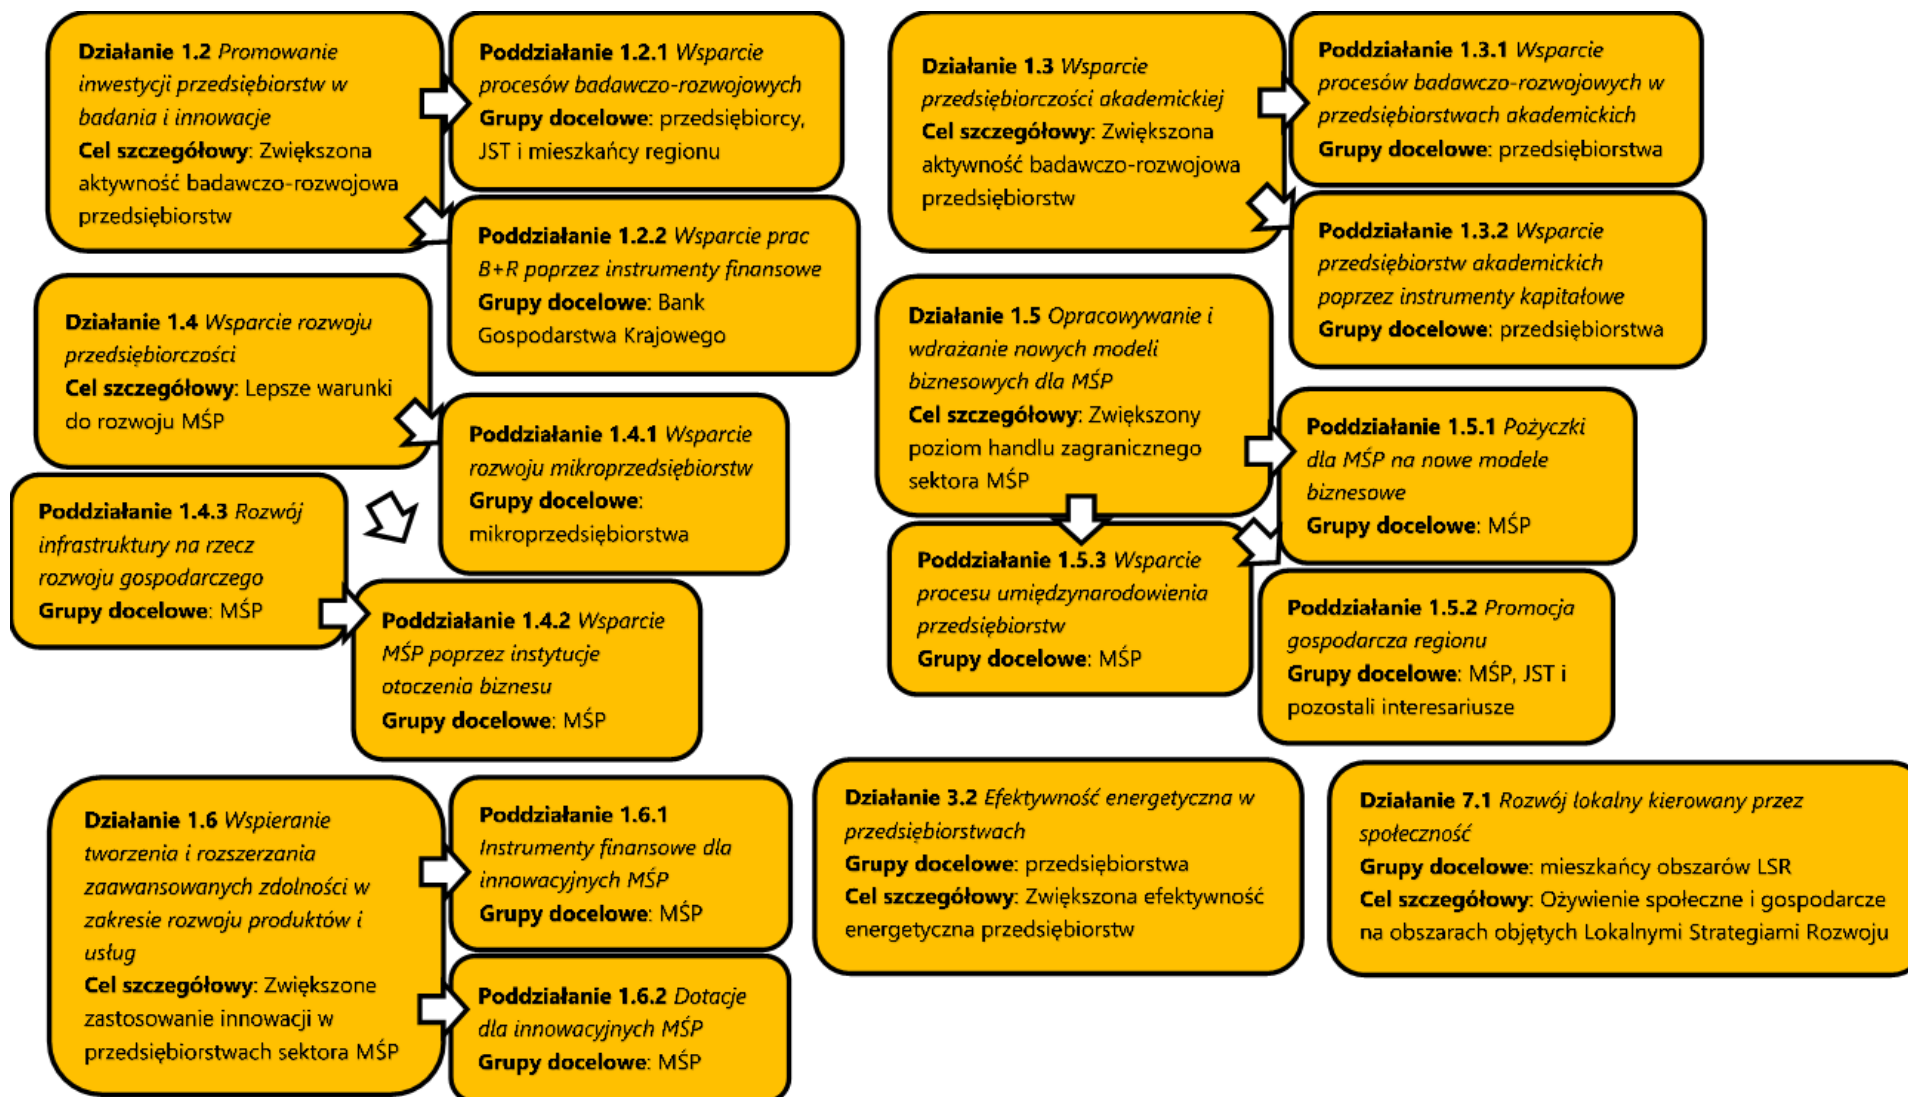 Działanie 1.2 Promowanie
inwestycji przedsiębiorstw w
badania i innowacje
Cel szczegółowy: Zwiększona
aktywność badawczo-rozwojowa
przedsiębiorstw
Poddziałanie 1.2.1 Wsparcie
procesów badawczo-rozwojowych
Grupy docelowe: przedsiębiorcy,
JST i mieszkańcy regionu
Poddziałanie 1.2.2 Wsparcie prac
B+R poprzez instrumenty finansowe
Grupy docelowe: Bank
Gospodarstwa Krajowego
Działanie 1.3 Wsparcie
przedsiębiorczości akademickiej
Cel szczegółowy: Zwiększona
aktywność badawczo-rozwojowa
przedsiębiorstw
Poddziałanie 1.3.1 Wsparcie
procesów badawczo-rozwojowych w
przedsiębiorstwach akademickich
Grupy docelowe: przedsiębiorstwa
Poddziałanie 1.3.2 Wsparcie
przedsiębiorstw akademickich
poprzez instrumenty kapitałowe
Grupy docelowe: przedsiębiorstwa
Działanie 1.4 Wsparcie rozwoju
przedsiębiorczości
Cel szczegółowy: Lepsze warunki
do rozwoju MŚP
Poddziałanie 1.4.1 Wsparcie
rozwoju mikroprzedsiębiorstw
Grupy docelowe:
mikroprzedsiębiorstwa
Poddziałanie 1.4.3 Rozwój
infrastruktury na rzecz
rozwoju gospodarczego
Grupy docelowe: MŚP
Poddziałanie 1.4.2 Wsparcie
MŚP poprzez instytucje
otoczenia biznesu
Grupy docelowe: MŚP
Działanie 1.5 Opracowywanie i
wdrażanie nowych modeli
biznesowych dla MŚP
Cel szczegółowy: Zwiększony
poziom handlu zagranicznego
sektora MŚP
Poddziałanie 1.5.1 Pożyczki
dla MŚP na nowe modele
biznesowe
Grupy docelowe: MŚP
Poddziałanie 1.5.3 Wsparcie
procesu umiędzynarodowienia
przedsiębiorstw
Grupy docelowe: MŚP
Poddziałanie 1.5.2 Promocja
gospodarcza regionu
Grupy docelowe: MŚP, JST i
pozostali interesariusze
Działanie 1.6 Wspieranie
tworzenia i rozszerzania
zaawansowanych zdolności w
zakresie rozwoju produktów i
usług
Cel szczegółowy: Zwiększone
zastosowanie innowacji w
przedsiębiorstwach sektora MŚP
Poddziałanie 1.6.1
Instrumenty finansowe dla
innowacyjnych MŚP
Grupy docelowe: MŚP
Poddziałanie 1.6.2 Dotacje
dla innowacyjnych MŚP
Grupy docelowe: MŚP
Działanie 3.2 Efektywność energetyczna w
przedsiębiorstwach
Grupy docelowe: przedsiębiorstwa
Cel szczegółowy: Zwiększona efektywność
energetyczna przedsiębiorstw
Działanie 7.1 Rozwój lokalny kierowany przez
społeczność
Grupy docelowe: mieszkańcy obszarów LSR
Cel szczegółowy: Ożywienie społeczne i gospodarcze
na obszarach objętych Lokalnymi Strategiami Rozwoju